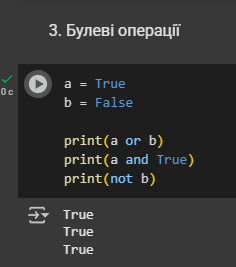 3. Булеві операції
0 с
a = True
b = False
print(a or b)
print(a and True)
print(not b)
True
True
True